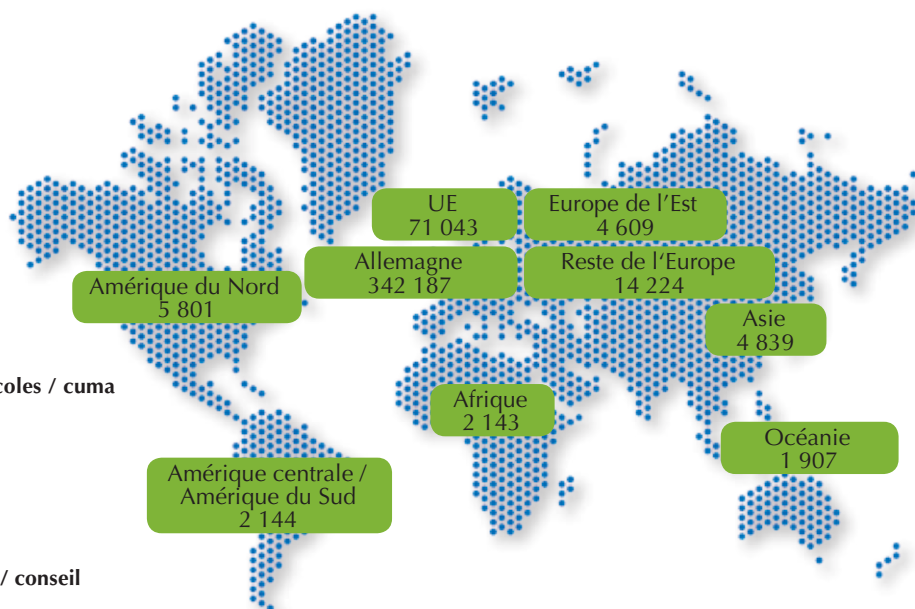 UE
71 043
Europe de l'Est
4 609
Allemagne
342 187
Reste de l‘Europe
14 224
Amérique du Nord
5 801
Asie
4 839
coles / cuma
Afrique
2 143
Océanie
1 907
Amérique centrale /
Amérique du Sud
2 144
/ conseil